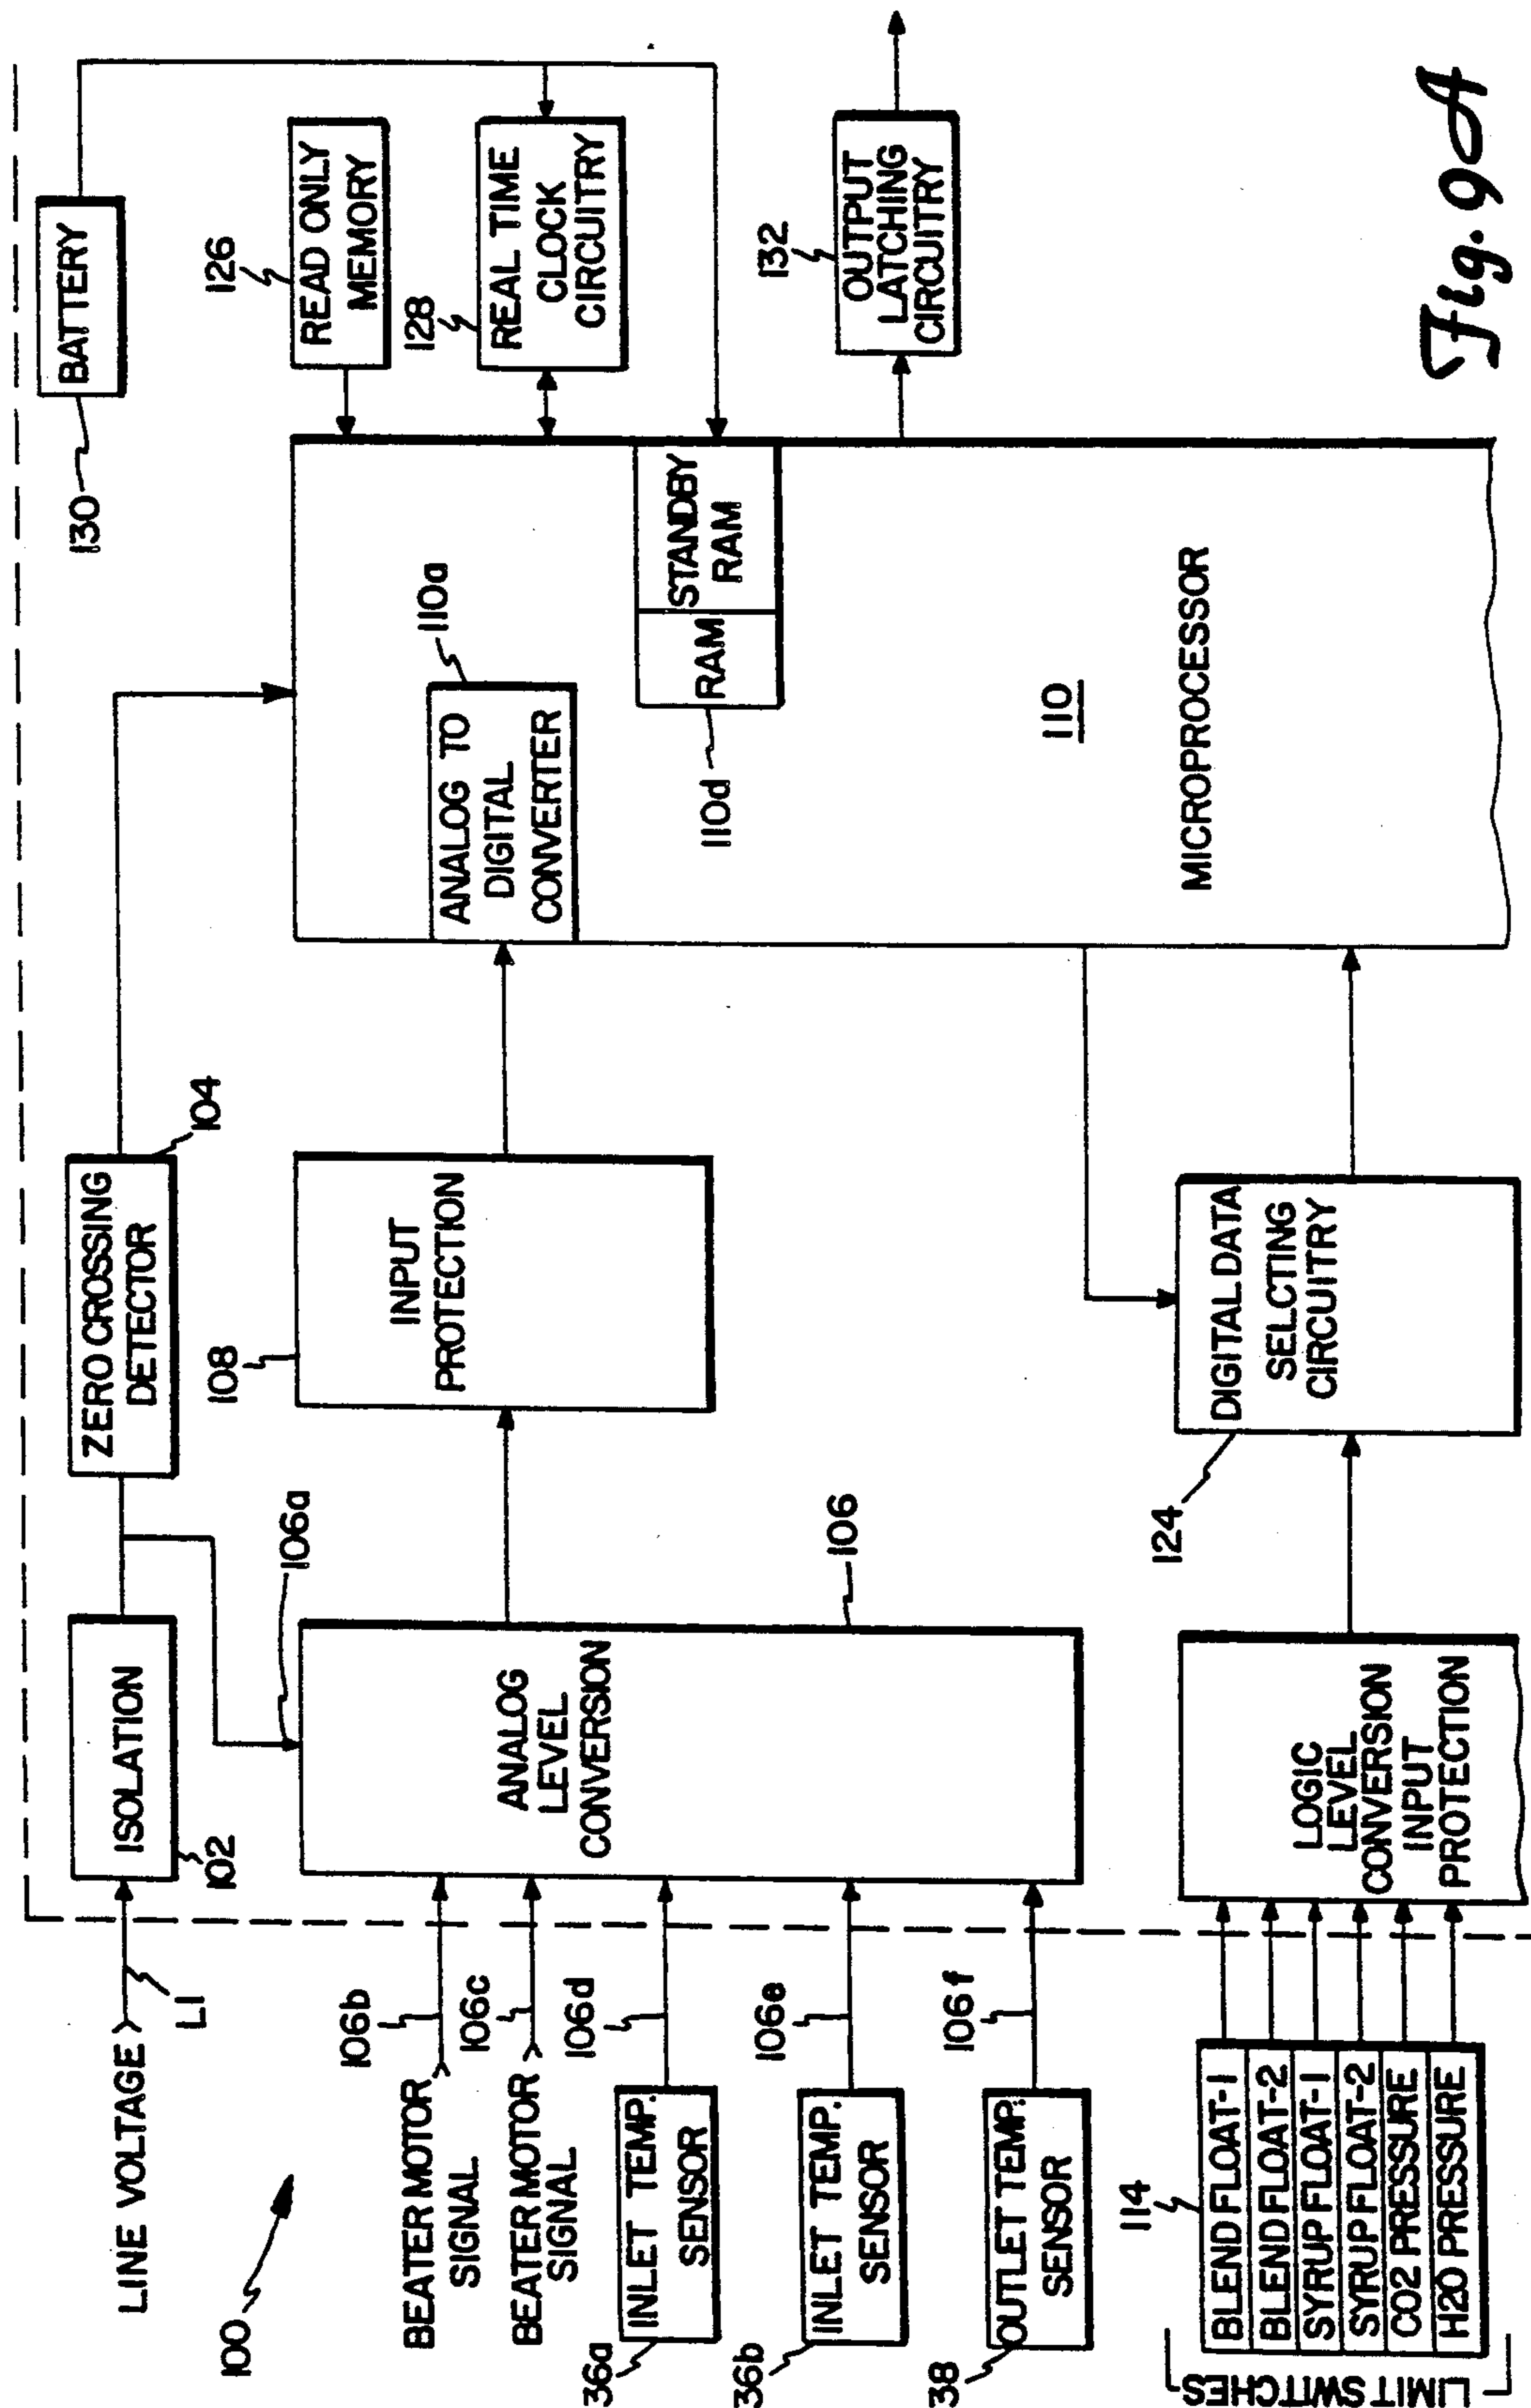 100
LINE VOLTAGE
L1
ISOLATION
102
ZERO CROSSING
DETECTOR
104
BATTERY
130
106a
BEATER MOTOR
SIGNAL
106b
BEATER MOTOR
SIGNAL
106c
INLET TEMP.
SENSOR
36a
106d
INLET TEMP.
SENSOR
36b
106e
OUTLET TEMP.
SENSOR
38
106f
ANALOG
LEVEL
CONVERSION
106
INPUT
PROTECTION
108
ANALOG TO
DIGITAL
CONVERTER
110a
RAM
STANDBY
RAM
110d
110
MICROPROCESSOR
READ ONLY
MEMORY
126
REAL TIME
CLOCK
CIRCUITRY
128
OUTPUT
LATCHING
CIRCUITRY
132
LIMIT SWITCHES
114
BLEND FLOAT-1
BLEND FLOAT-2
SYRUP FLOAT-1
SYRUP FLOAT-2
CO2 PRESSURE
H2O PRESSURE
LOGIC
LEVEL
CONVERSION
INPUT
PROTECTION
DIGITAL DATA
SELCTING
CIRCUITRY
124
Fig. 9A